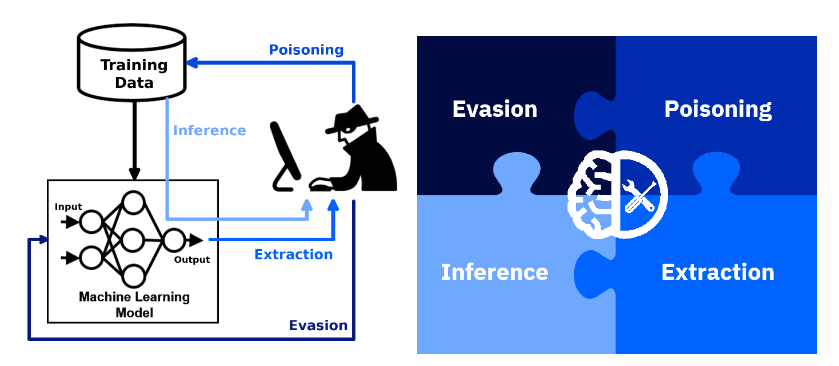 Poisoning
Training
Data
Inference
Input
Output
Extraction
Machine Learning
Model
Evasion
Evasion
Poisoning
Inference
Extraction